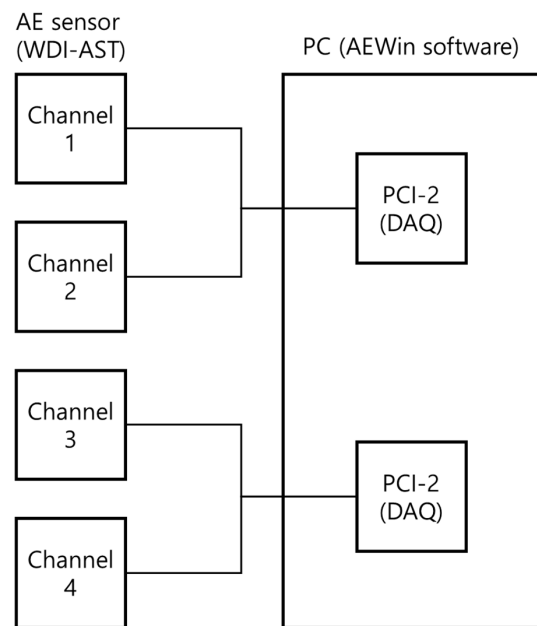 AE sensor
(WDI-AST)
PC (AEWin software)
Channel
1
Channel
2
Channel
3
Channel
4
PCI-2
(DAQ)
PCI-2
(DAQ)